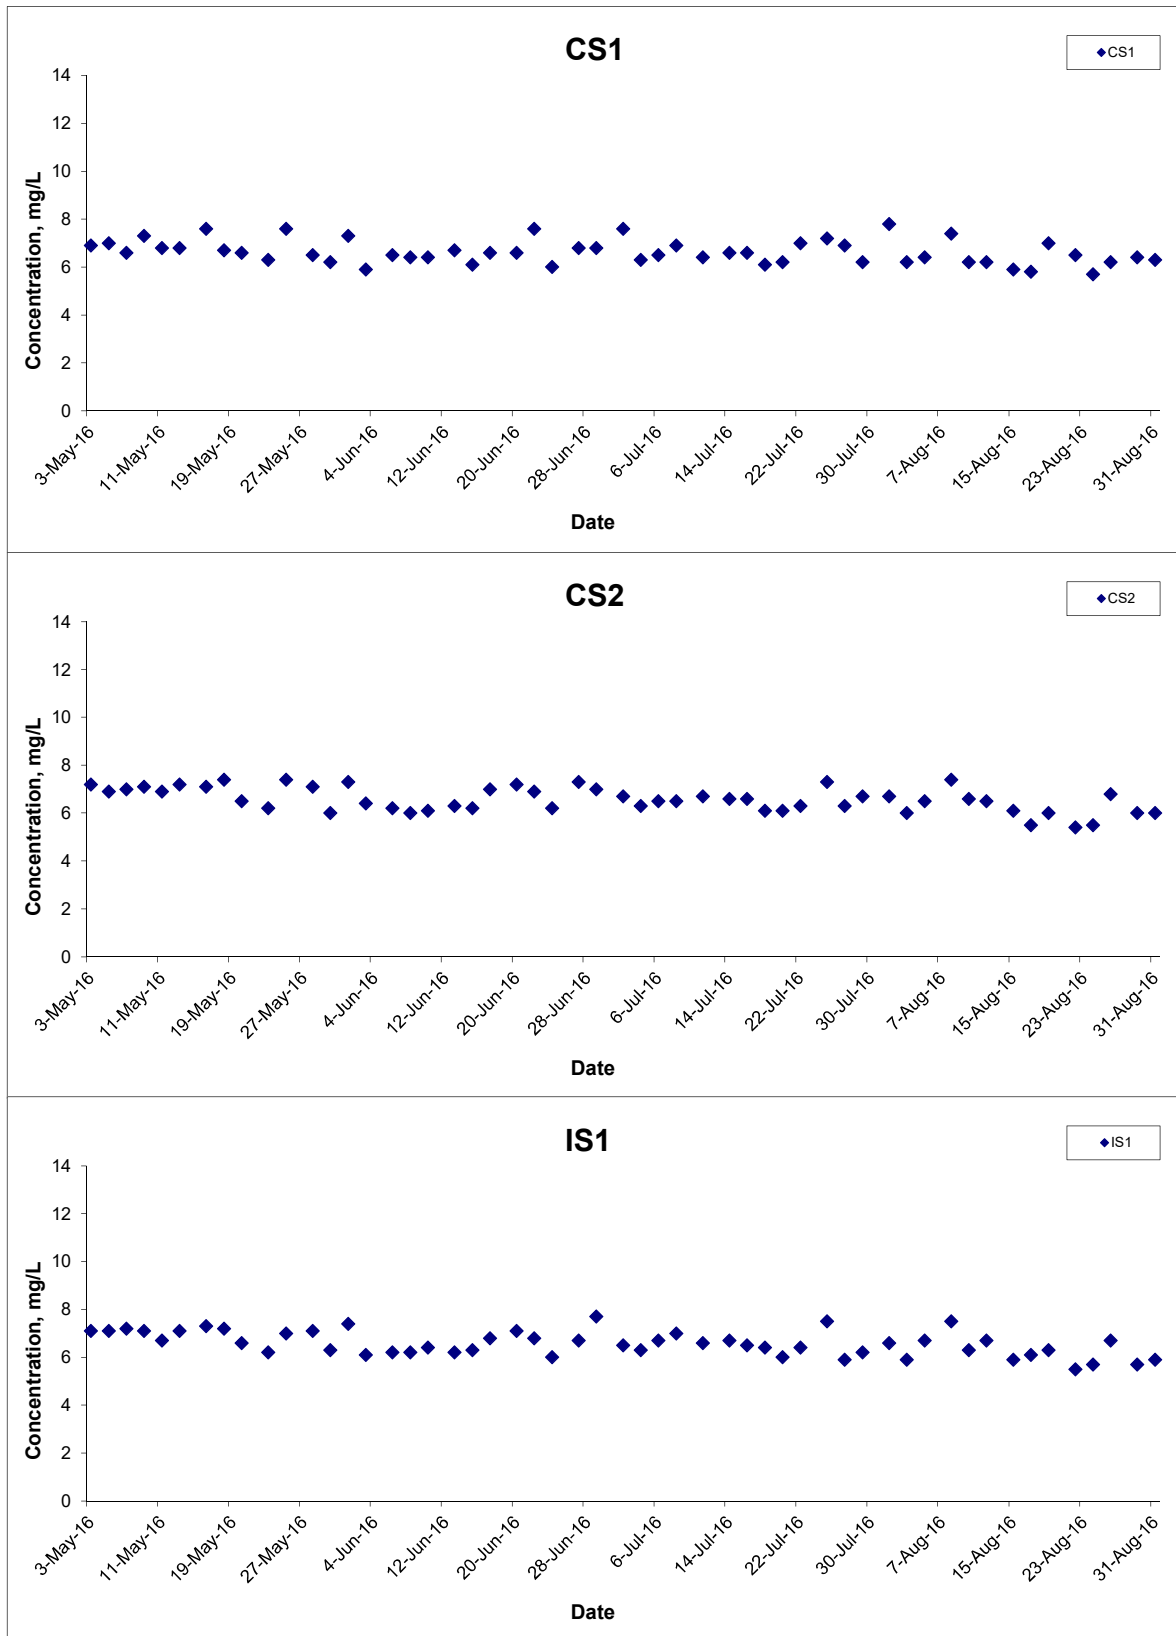 CS1
CS1
14
12
10
8
6
4
2
0
Concentration, mg/L
3-May-16
11-May-16
19-May-16
27-May-16
4-Jun-16
12-Jun-16
20-Jun-16
28-Jun-16
6-Jul-16
14-Jul-16
22-Jul-16
30-Jul-16
7-Aug-16
15-Aug-16
23-Aug-16
31-Aug-16
Date
CS2
CS2
14
12
10
8
6
4
2
0
Concentration, mg/L
3-May-16
11-May-16
19-May-16
27-May-16
4-Jun-16
12-Jun-16
20-Jun-16
28-Jun-16
6-Jul-16
14-Jul-16
22-Jul-16
30-Jul-16
7-Aug-16
15-Aug-16
23-Aug-16
31-Aug-16
Date
IS1
IS1
14
12
10
8
6
4
2
0
Concentration, mg/L
3-May-16
11-May-16
19-May-16
27-May-16
4-Jun-16
12-Jun-16
20-Jun-16
28-Jun-16
6-Jul-16
14-Jul-16
22-Jul-16
30-Jul-16
7-Aug-16
15-Aug-16
23-Aug-16
31-Aug-16
Date